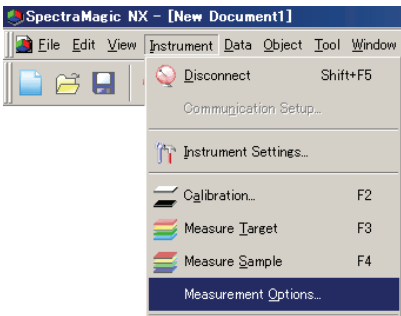 SpectraMagic NX - [New Document1]
File Edit View Instrument Data Object Tool Window
Disconnect Shift+F5
Communication Setup...
Instrument Settings...
Calibration... F2
Measure Target F3
Measure Sample F4
Measurement Options...